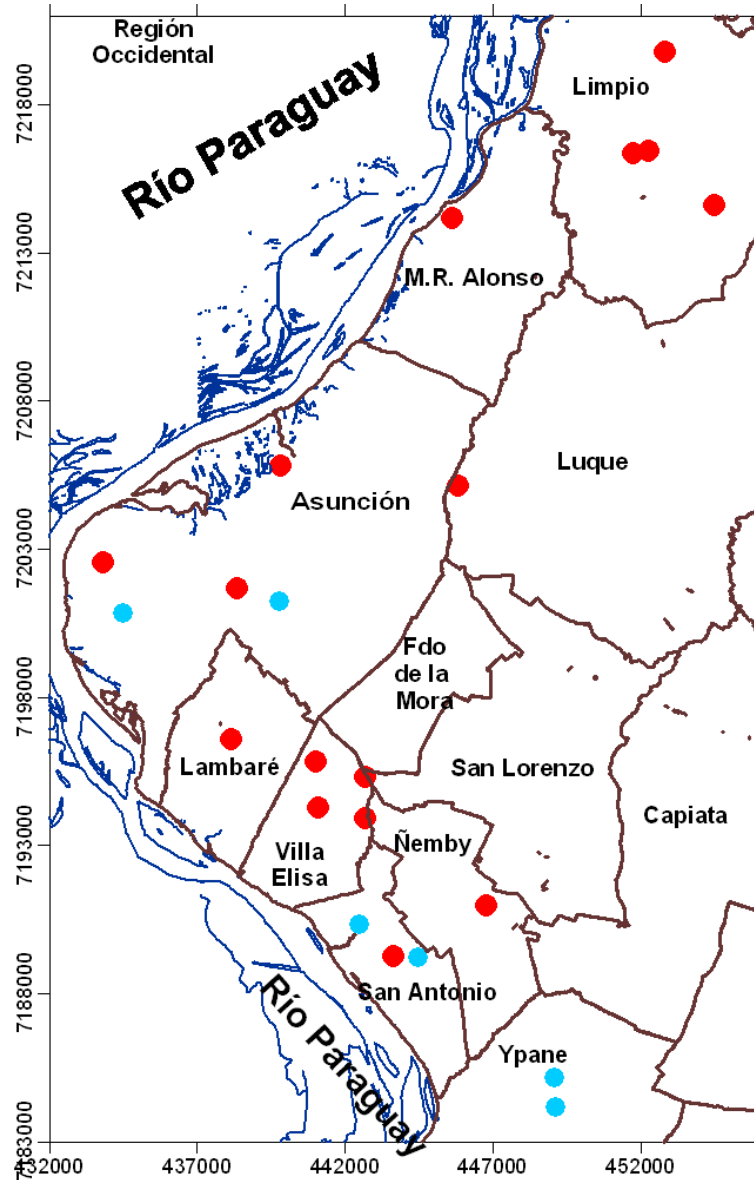 Región
Occidental
Río Paraguay
Limpio
M.R. Alonso
Luque
Asunción
Fdo
de la
Mora
Lambaré
San Lorenzo
Capiata
Villa
Elisa
Ñemby
San Antonio
Río Paraguay
Ypane
7218000
7213000
7208000
7203000
7198000
7193000
7188000
7183000
432000
437000
442000
447000
452000